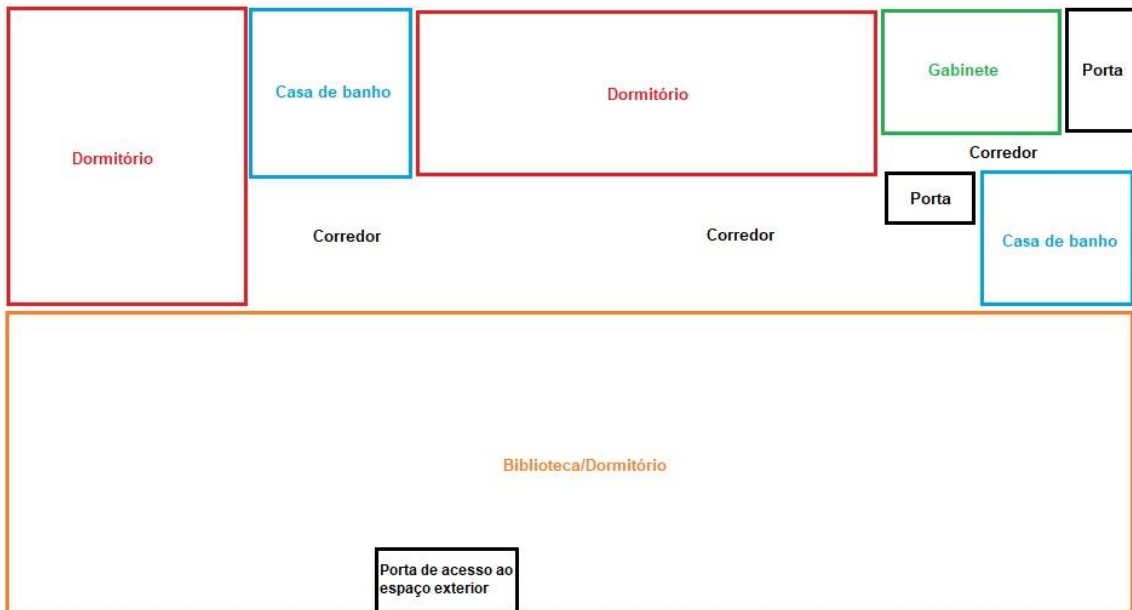 Dormitório
Casa de banho
Dormitório
Gabinete
Porta
Corredor
Porta
Corredor
Corredor
Casa de banho
Biblioteca/Dormitório
Porta de acesso ao
espaço exterior